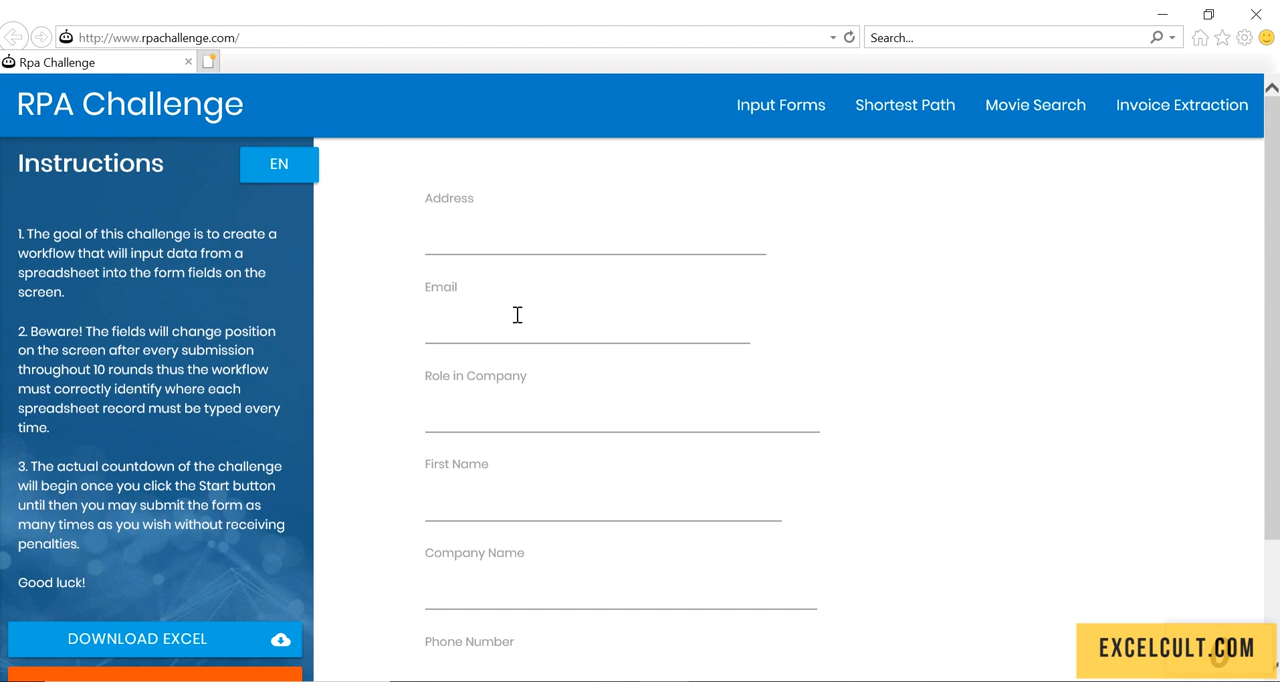 http://www.rpachallenge.com/
Search...
Rpa Challenge
RPA Challenge
Input Forms
Shortest Path
Movie Search
Invoice Extraction
Instructions
EN
1. The goal of this challenge is to create a
workflow that will input data from a
spreadsheet into the form fields on the
screen.
2. Beware! The fields will change position
on the screen after every submission
throughout 10 rounds thus the workflow
must correctly identify where each
spreadsheet record must be typed every
time.
3. The actual countdown of the challenge
will begin once you click the Start button
until then you may submit the form as
many times as you wish without receiving
penalties.
Good luck!
DOWNLOAD EXCEL
Address
Email
Role in Company
First Name
Company Name
Phone Number
EXCELCULT.COM